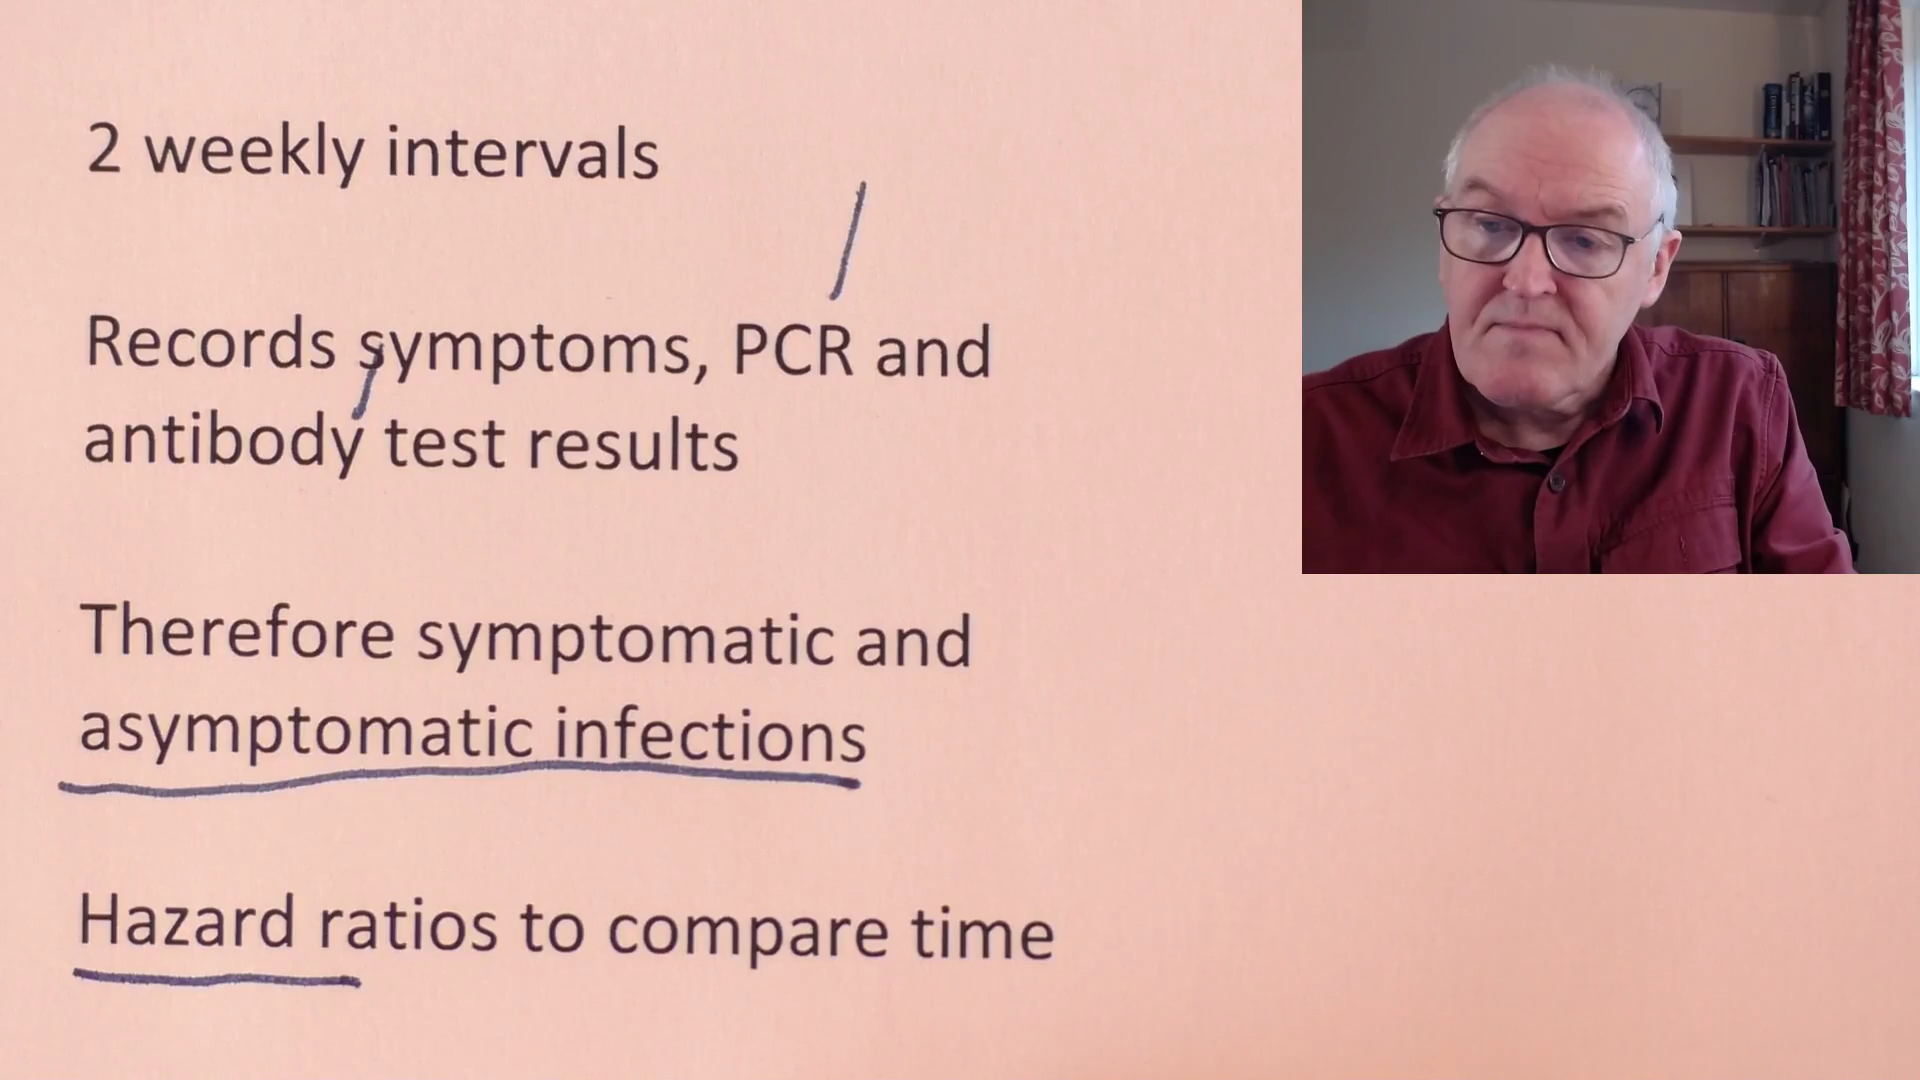 2 weekly intervals
Records symptoms, PCR and
antibody test results
Therefore symptomatic and
asymptomatic infections
Hazard ratios to compare time